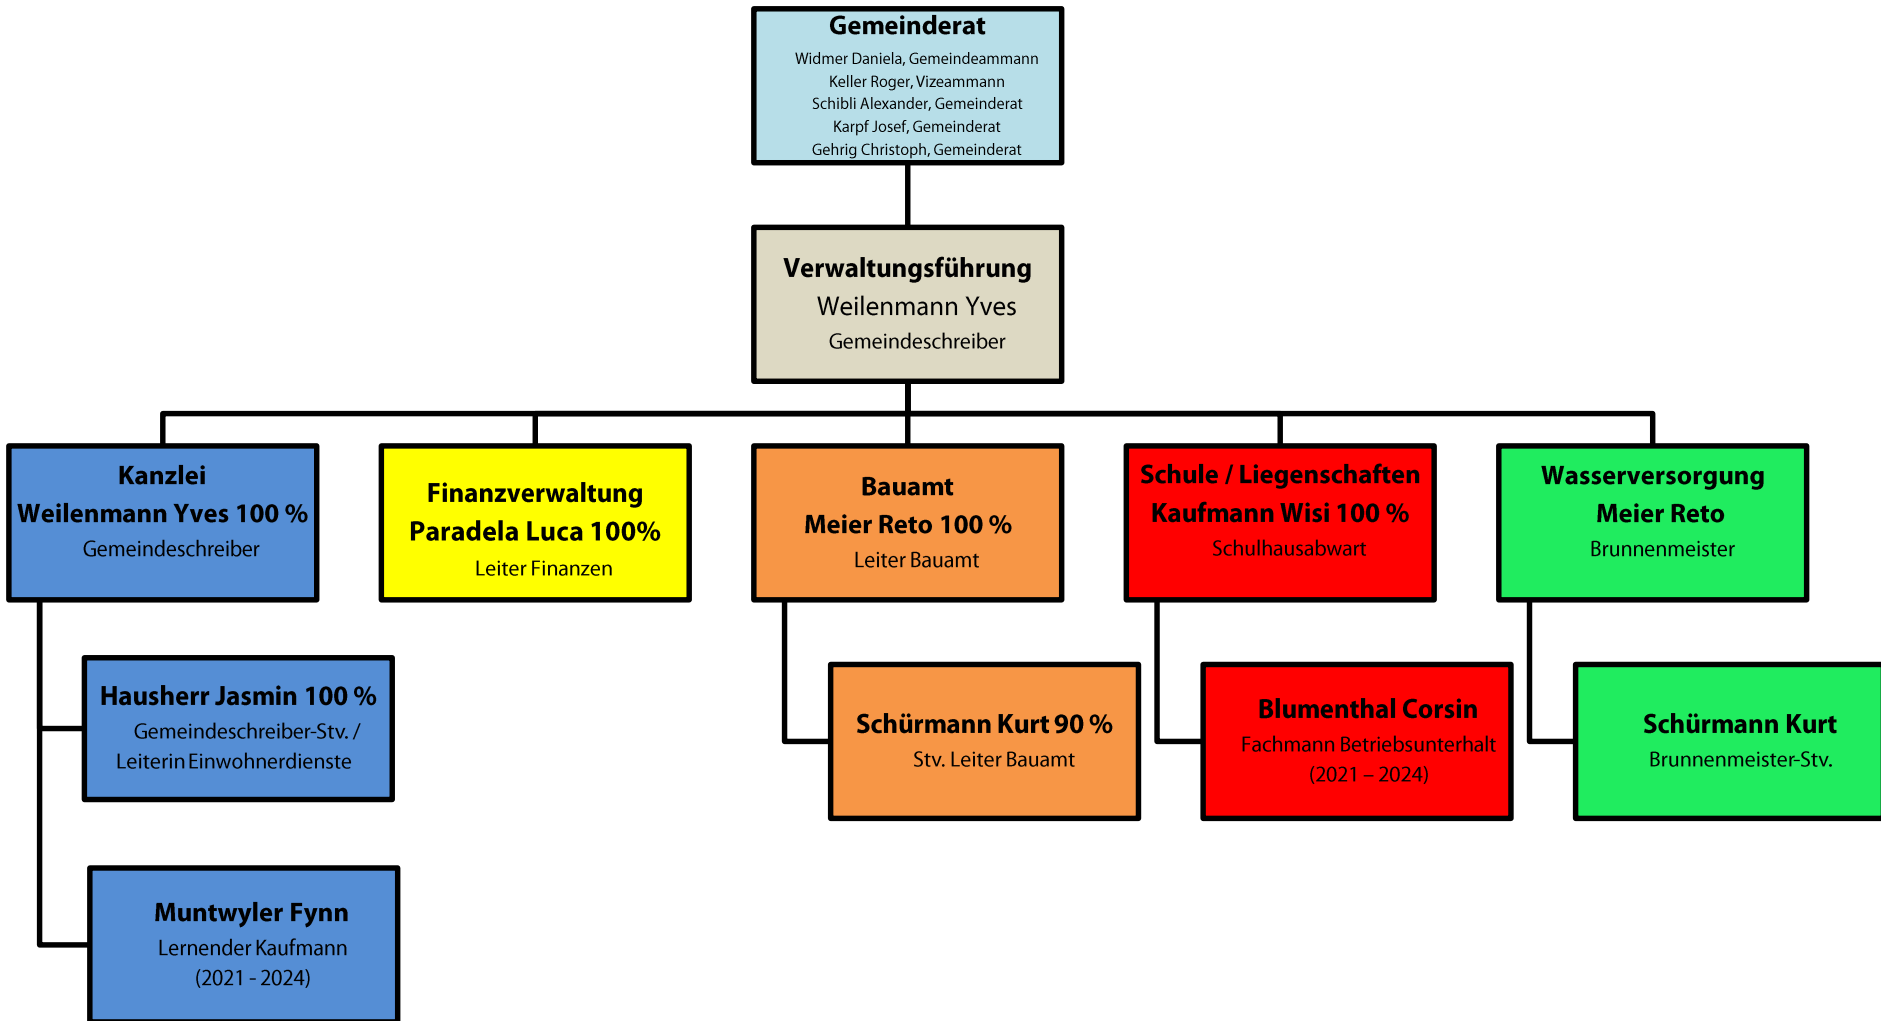 Gemeinderat
Widmer Daniela, Gemeindeammann
Keller Roger, Vizeammann
Schibli Alexander, Gemeinderat
Karpf Josef, Gemeinderat
Gehrig Christoph, Gemeinderat
Verwaltungsführung
Weilenmann Yves
Gemeindeschreiber
Kanzlei
Weilenmann Yves 100 %
Gemeindeschreiber
Finanzverwaltung
Paradela Luca 100%
Leiter Finanzen
Bauamt
Meier Reto 100 %
Leiter Bauamt
Schule / Liegenschaften
Kaufmann Wisi 100 %
Schulhausabwart
Wasserversorgung
Meier Reto
Brunnenmeister
Hausherr Jasmin 100 %
Gemeindeschreiber-Stv. /
Leiterin Einwohnerdienste
Schürmann Kurt 90 %
Stv. Leiter Bauamt
Blumenthal Corsin
Fachmann Betriebsunterhalt
(2021 – 2024)
Schürmann Kurt
Brunnenmeister-Stv.
Muntwyler Fynn
Lernender Kaufmann
(2021 - 2024)